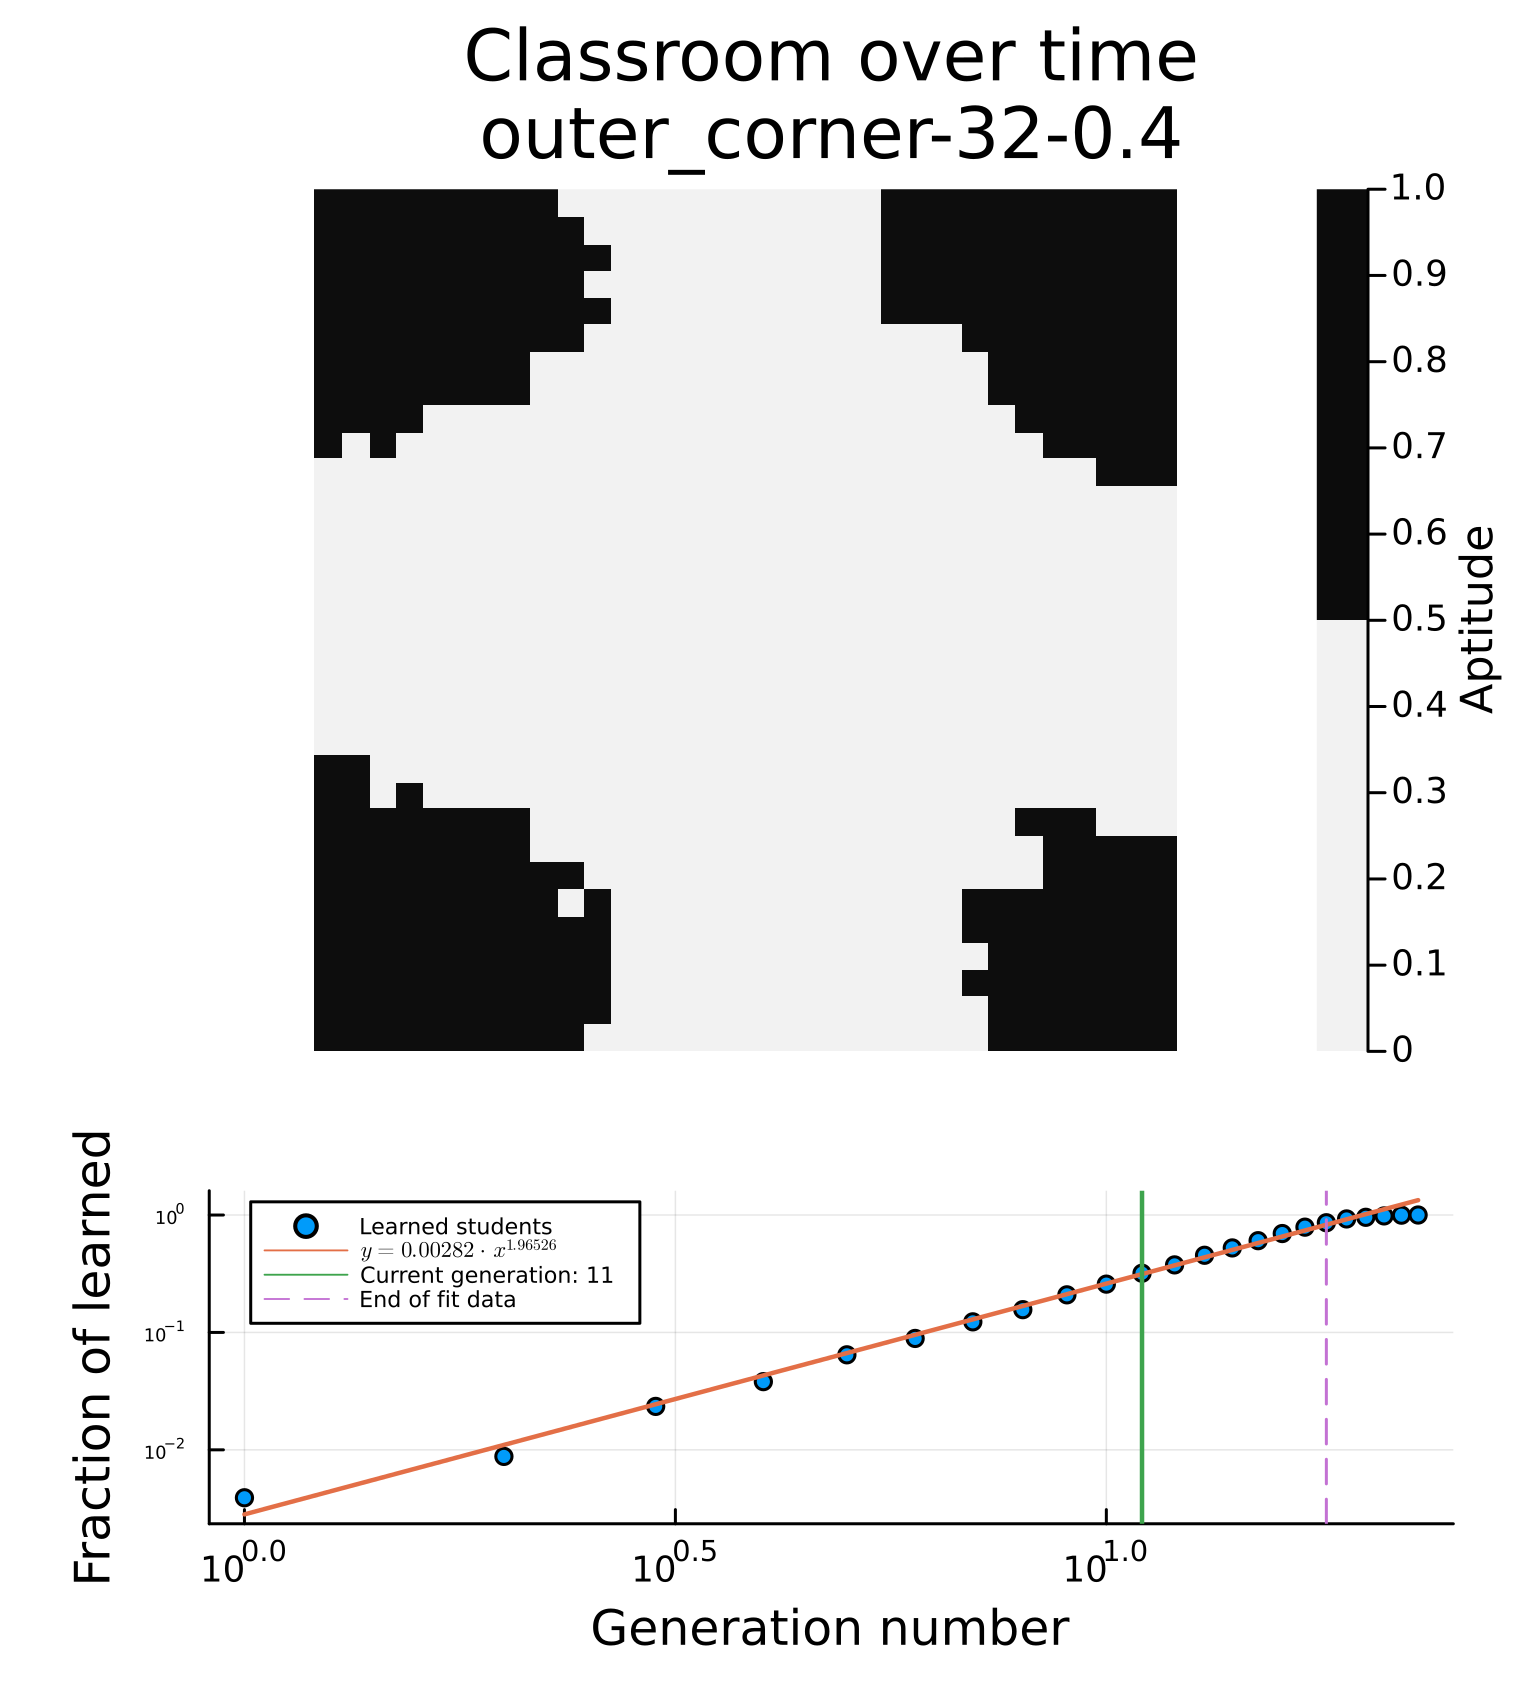 Classroom over time
outer_corner-32-0.4
1.0
0.9
0.8
0.7
0.6
0.5
0.4
0.3
0.2
0.1
0
Aptitude
Fraction of learned
10^0
10^-1
10^-2
Learned students
y = 0.00282 · x^1.96526
Current generation: 11
End of fit data
10^0.0
10^0.5
10^1.0
Generation number